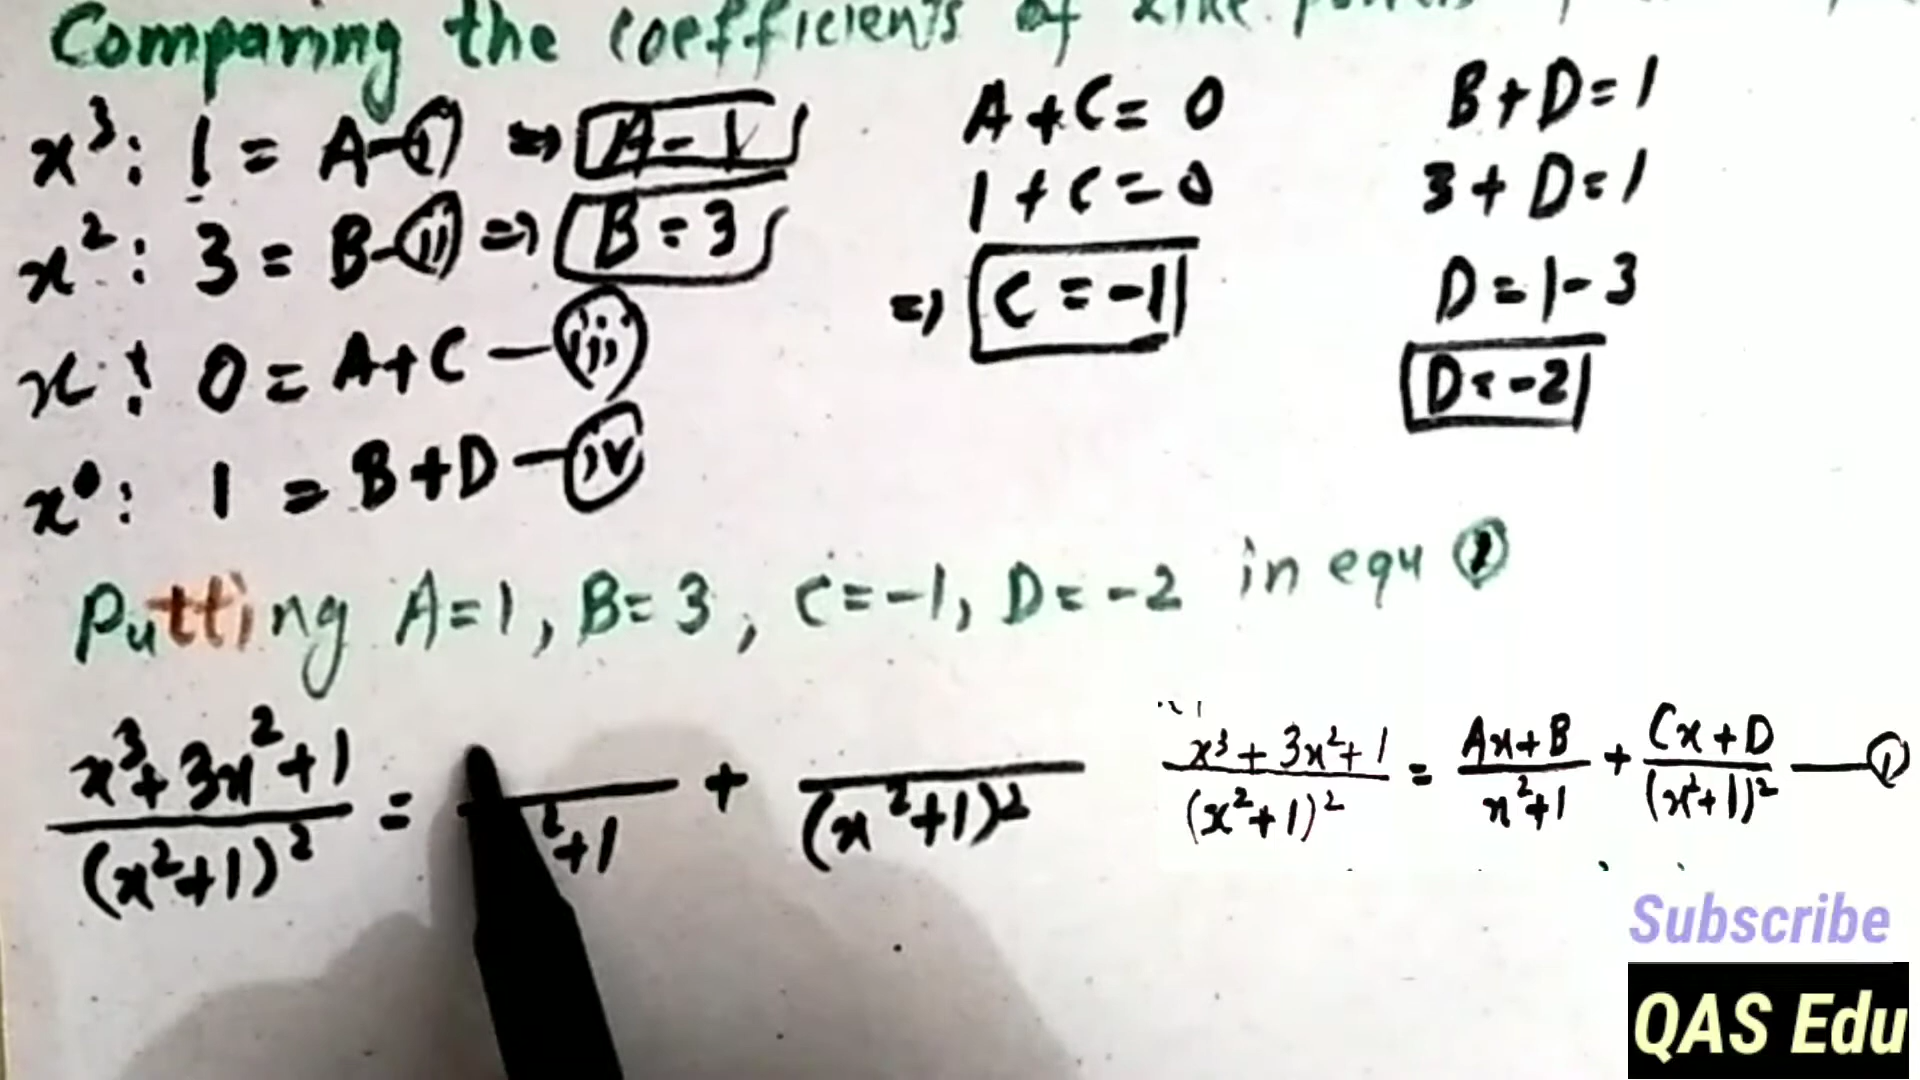 Comparing the coefficients of like
x³: 1 = A-(i) => A-1
x²: 3 = B-(ii) => B=3
x: 0 = A+C-(iii)
x⁰: 1 = B+D-(iv)
A+C=0
1+C=0
=> C=-1
B+D=1
3+D=1
D=1-3
D=-2
Putting A=1, B=3, C=-1, D=-2 in equ ①
x³+3x²+1/(x²+1)² = /²+1 + /(x²+1)²
x³+3x²+1/(x²+1)² = Ax+B/x²+1 + Cx+D/(x²+1)² — ①
Subscribe
QAS Edu